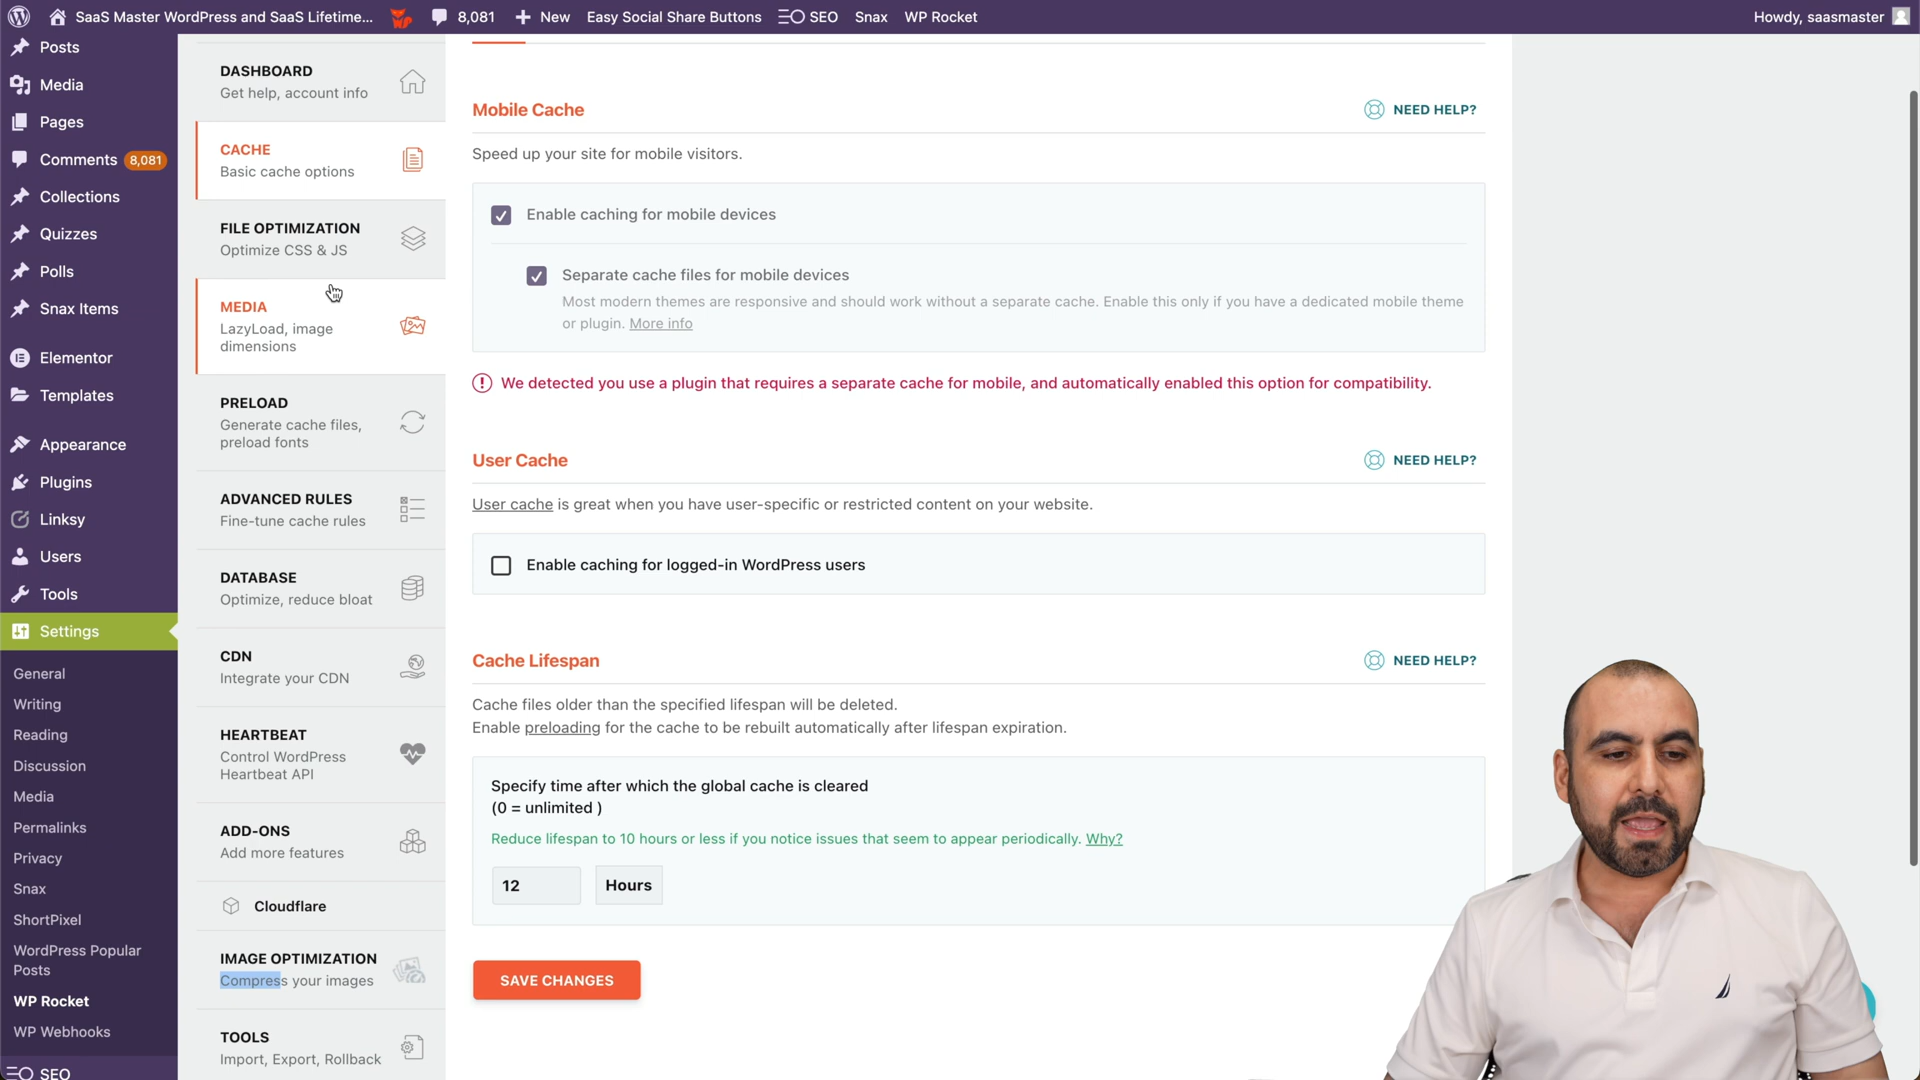 SaaS Master WordPress and SaaS Lifetime...
8,081
New
Easy Social Share Buttons
SEO
Snax
WP Rocket
Howdy, saasmaster
Posts
Media
Pages
Comments 8,081
Collections
Quizzes
Polls
Snax Items
Elementor
Templates
Appearance
Plugins
Linksy
Users
Tools
Settings
General
Writing
Reading
Discussion
Media
Permalinks
Privacy
Snax
ShortPixel
WordPress Popular
Posts
WP Rocket
WP Webhooks
SEO
DASHBOARD
Get help, account info
CACHE
Basic cache options
FILE OPTIMIZATION
Optimize CSS & JS
MEDIA
LazyLoad, image
dimensions
PRELOAD
Generate cache files,
preload fonts
ADVANCED RULES
Fine-tune cache rules
DATABASE
Optimize, reduce bloat
CDN
Integrate your CDN
HEARTBEAT
Control WordPress
Heartbeat API
ADD-ONS
Add more features
Cloudflare
IMAGE OPTIMIZATION
Compress your images
TOOLS
Import, Export, Rollback
Mobile Cache
NEED HELP?
Speed up your site for mobile visitors.
Enable caching for mobile devices
Separate cache files for mobile devices
Most modern themes are responsive and should work without a separate cache. Enable this only if you have a dedicated mobile theme
or plugin. More info
We detected you use a plugin that requires a separate cache for mobile, and automatically enabled this option for compatibility.
User Cache
NEED HELP?
User cache is great when you have user-specific or restricted content on your website.
Enable caching for logged-in WordPress users
Cache Lifespan
NEED HELP?
Cache files older than the specified lifespan will be deleted.
Enable preloading for the cache to be rebuilt automatically after lifespan expiration.
Specify time after which the global cache is cleared
(0 = unlimited )
Reduce lifespan to 10 hours or less if you notice issues that seem to appear periodically. Why?
12
Hours
SAVE CHANGES